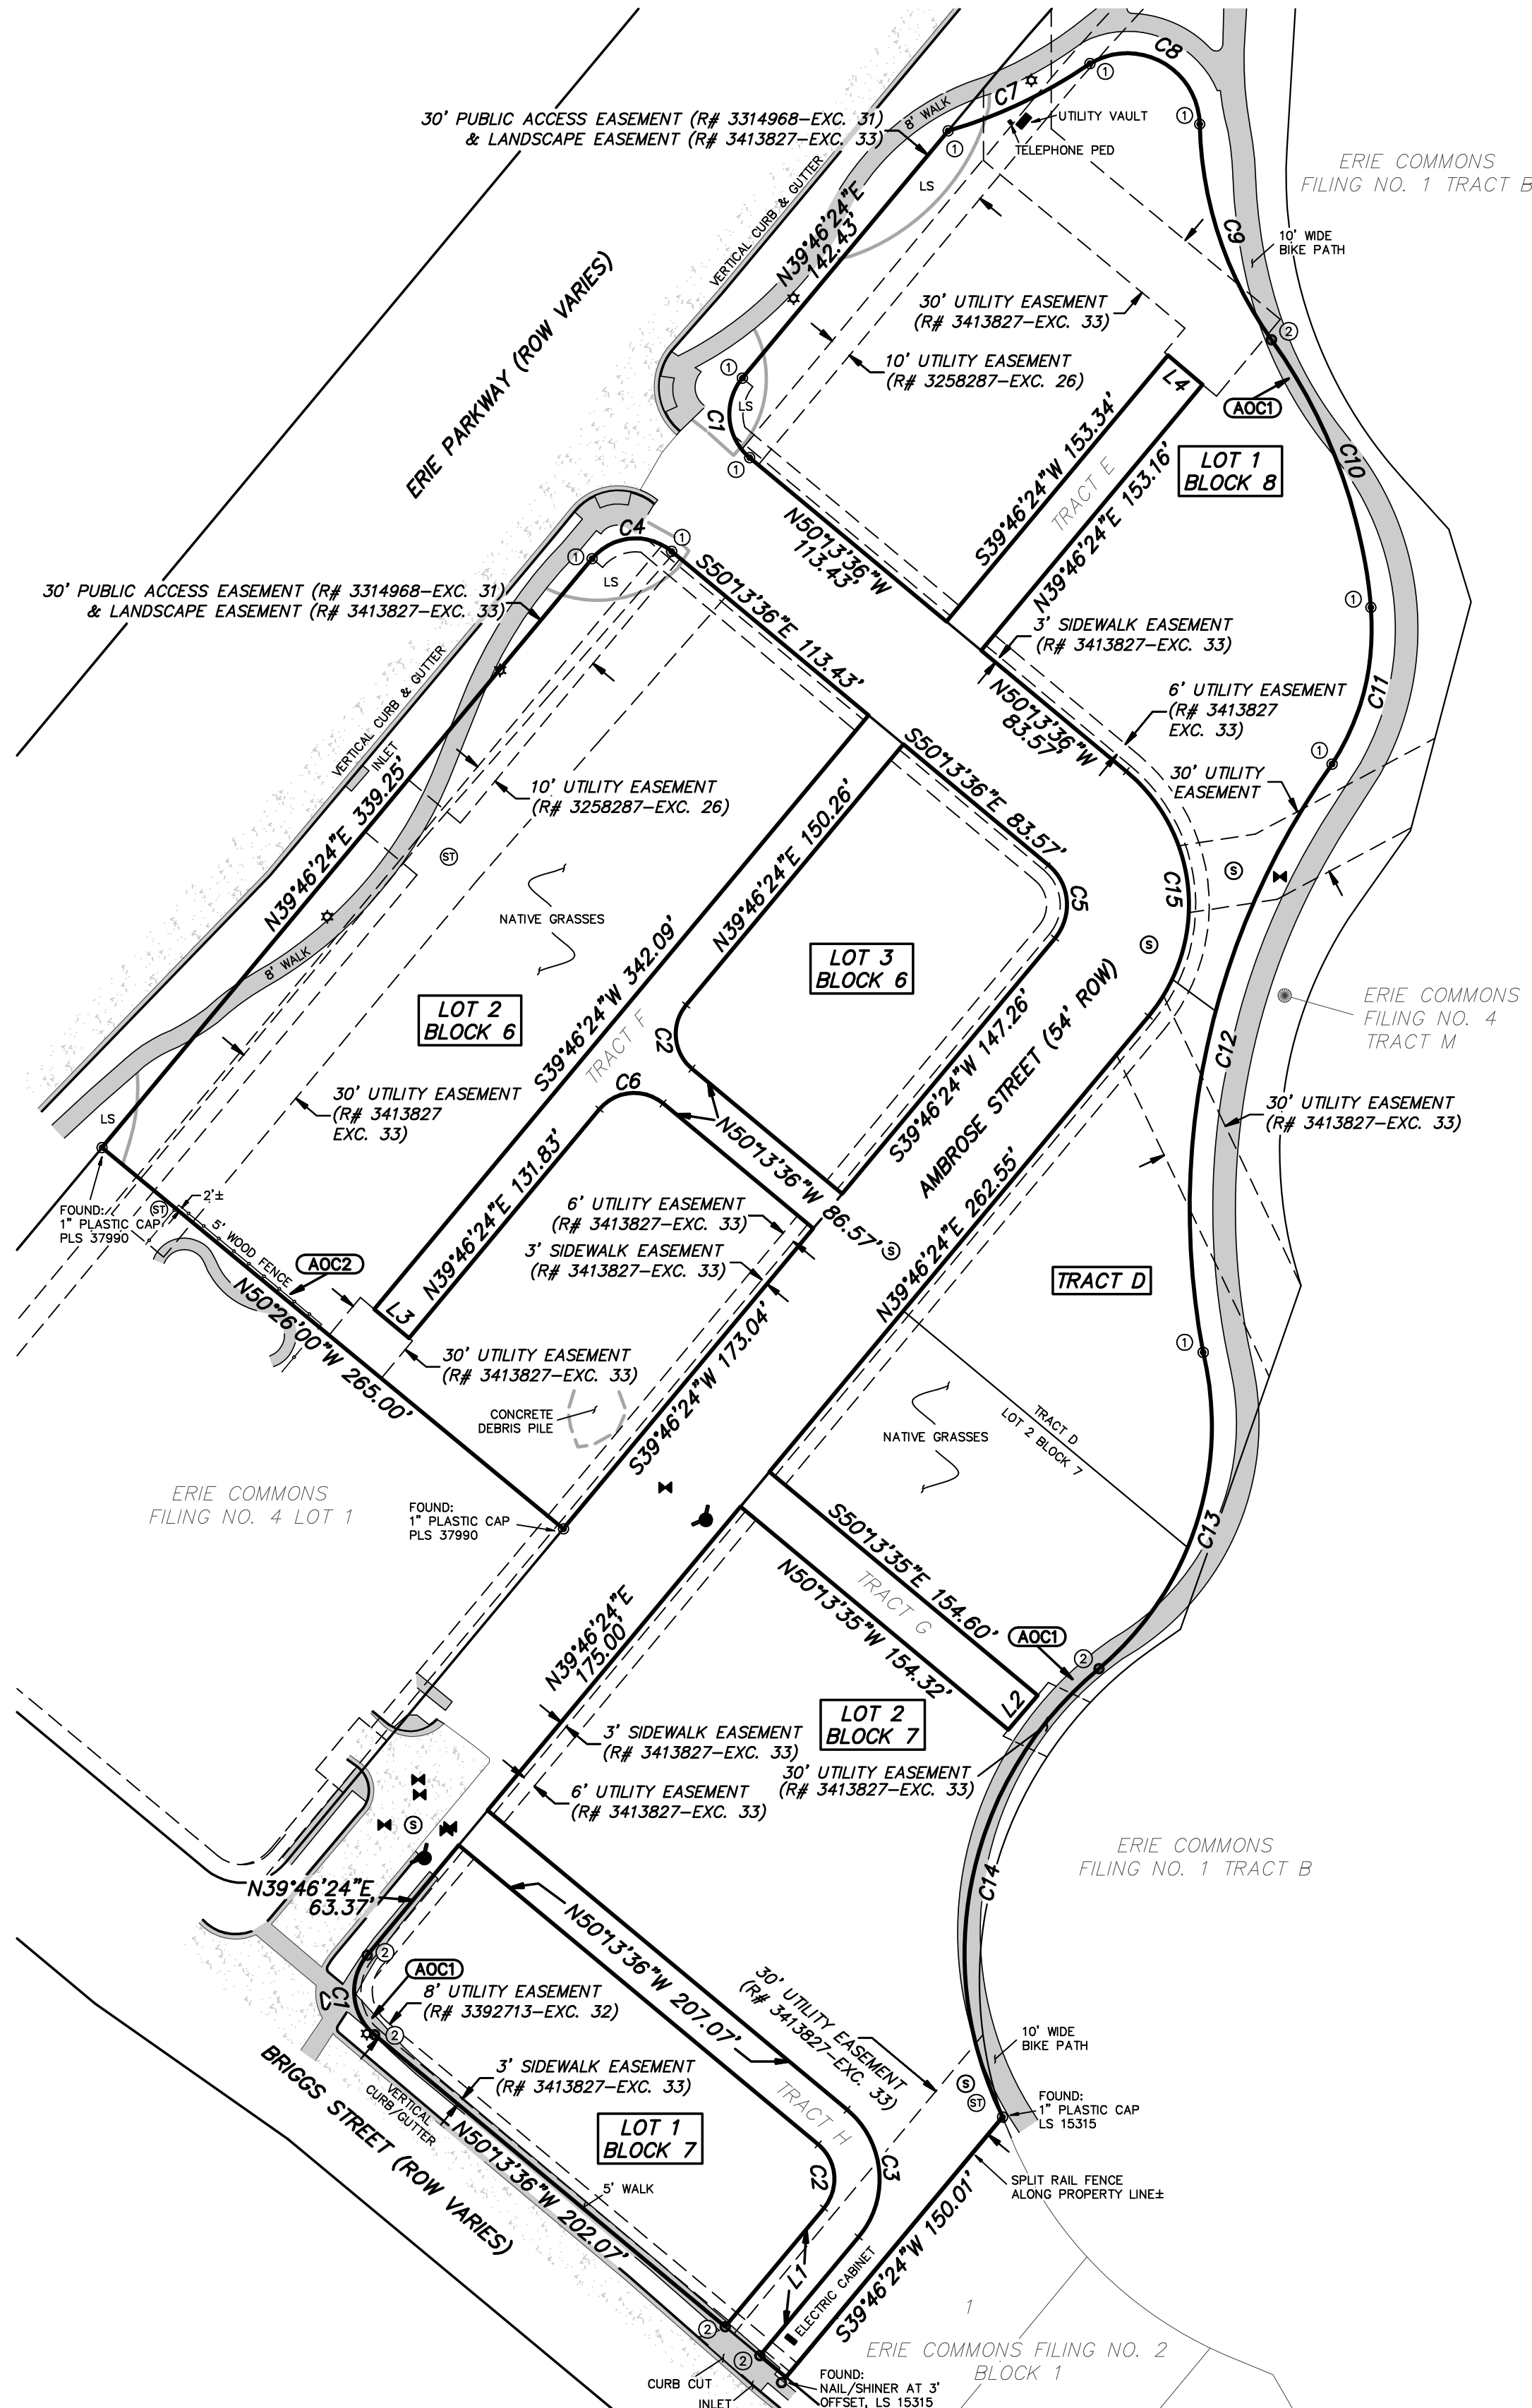 C8
C7
1
1
1
8' WALK
UTILITY VAULT
TELEPHONE PED
30' PUBLIC ACCESS EASEMENT (R# 3314968-EXC. 31)
& LANDSCAPE EASEMENT (R# 3413827-EXC. 33)
ERIE COMMONS
FILING NO. 1 TRACT B
LS
VERTICAL CURB & GUTTER
N39°46'24"E
142.43'
C9
10' WIDE
BIKE PATH
30' UTILITY EASEMENT
(R# 3413827-EXC. 33)
2
10' UTILITY EASEMENT
(R# 3258287-EXC. 26)
ERIE PARKWAY (ROW VARIES)
1
LS
C1
1
L4
AOC1
LOT 1
BLOCK 8
C10
S39°46'24"W 153.34'
TRACT E
N39°46'24"E 153.16'
N50°13'36"W
113.43'
C4
1
1
LS
30' PUBLIC ACCESS EASEMENT (R# 3314968-EXC. 31)
& LANDSCAPE EASEMENT (R# 3413827-EXC. 33)
S50°13'36"E 113.43'
1
3' SIDEWALK EASEMENT
(R# 3413827-EXC. 33)
N50°13'36"W
83.57'
6' UTILITY EASEMENT
(R# 3413827
EXC. 33)
C11
1
VERTICAL CURB & GUTTER
INLET
30' UTILITY
EASEMENT
S50°13'36"E 83.57'
10' UTILITY EASEMENT
(R# 3258287-EXC. 26)
N39°46'24"E 339.25'
ST
N39°46'24"E 150.26'
C5
C15
S
S
NATIVE GRASSES
8' WALK
LOT 3
BLOCK 6
S39°46'24"W 342.09'
LOT 2
BLOCK 6
ERIE COMMONS
FILING NO. 4
TRACT M
TRACT F
C2
C12
S39°46'24"W 147.26'
AMBROSE STREET (54' ROW)
C6
LS
30' UTILITY EASEMENT
(R# 3413827
EXC. 33)
30' UTILITY EASEMENT
(R# 3413827-EXC. 33)
N50°13'36"W 86.57'
S
N39°46'24"E 131.83'
N39°46'24"E 262.55'
2'±
ST
FOUND:
1" PLASTIC CAP
PLS 37990
5' WOOD FENCE
6' UTILITY EASEMENT
(R# 3413827-EXC. 33)
3' SIDEWALK EASEMENT
(R# 3413827-EXC. 33)
AOC2
TRACT D
N50°26'00"W 265.00'
L3
1
30' UTILITY EASEMENT
(R# 3413827-EXC. 33)
CONCRETE
DEBRIS PILE
S39°46'24"W 173.04'
NATIVE GRASSES
TRACT D
LOT 2 BLOCK 7
ERIE COMMONS
FILING NO. 4 LOT 1
FOUND:
1" PLASTIC CAP
PLS 37990
C13
S50°13'35"E 154.60'
TRACT G
N50°13'35"W 154.32'
AOC1
2
L2
N39°46'24"E
175.00'
LOT 2
BLOCK 7
3' SIDEWALK EASEMENT
(R# 3413827-EXC. 33)
30' UTILITY EASEMENT
(R# 3413827-EXC. 33)
6' UTILITY EASEMENT
(R# 3413827-EXC. 33)
S
ERIE COMMONS
FILING NO. 1 TRACT B
C14
N39°46'24"E
63.37'
2
AOC1
N50°13'36"W 207.07'
30' UTILITY EASEMENT
(R# 3413827-EXC. 33)
C1
8' UTILITY EASEMENT
(R# 3392713-EXC. 32)
2
10' WIDE
BIKE PATH
BRIGGS STREET (ROW VARIES)
VERTICAL
CURB/GUTTER
3' SIDEWALK EASEMENT
(R# 3413827-EXC. 33)
S
ST
FOUND:
1" PLASTIC CAP
LS 15315
TRACT H
LOT 1
BLOCK 7
N50°13'36"W 202.07'
C2
C3
5' WALK
SPLIT RAIL FENCE
ALONG PROPERTY LINE±
L1
ELECTRIC CABINET
S39°46'24"W 150.01'
2
2
1
ERIE COMMONS FILING NO. 2
BLOCK 1
CURB CUT
INLET
FOUND:
NAIL/SHINER AT 3'
OFFSET, LS 15315